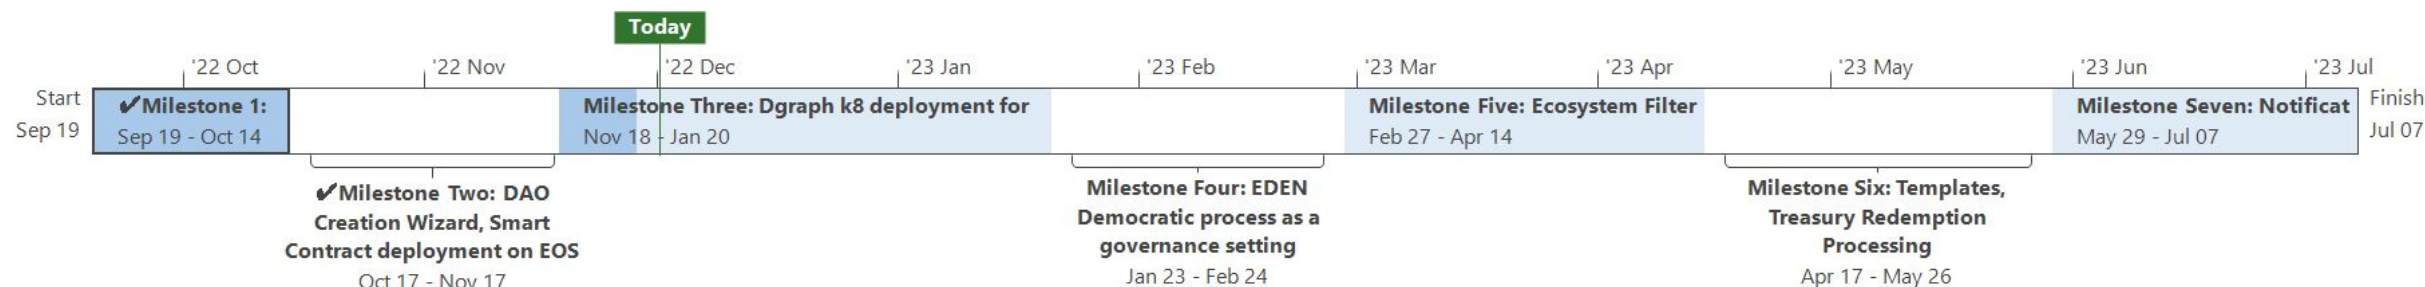 Today
'22 Oct
'22 Nov
'22 Dec
'23 Jan
'23 Feb
'23 Mar
'23 Apr
'23 May
'23 Jun
'23 Jul
Start
Sep 19
✔Milestone 1:
Sep 19 - Oct 14
Milestone Three: Dgraph k8 deployment for
Nov 18 - Jan 20
Milestone Five: Ecosystem Filter
Feb 27 - Apr 14
Milestone Seven: Notificat
May 29 - Jul 07
Finish
Jul 07
✔Milestone Two: DAO
Creation Wizard, Smart
Contract deployment on EOS
Oct 17 - Nov 17
Milestone Four: EDEN
Democratic process as a
governance setting
Jan 23 - Feb 24
Milestone Six: Templates,
Treasury Redemption
Processing
Apr 17 - May 26